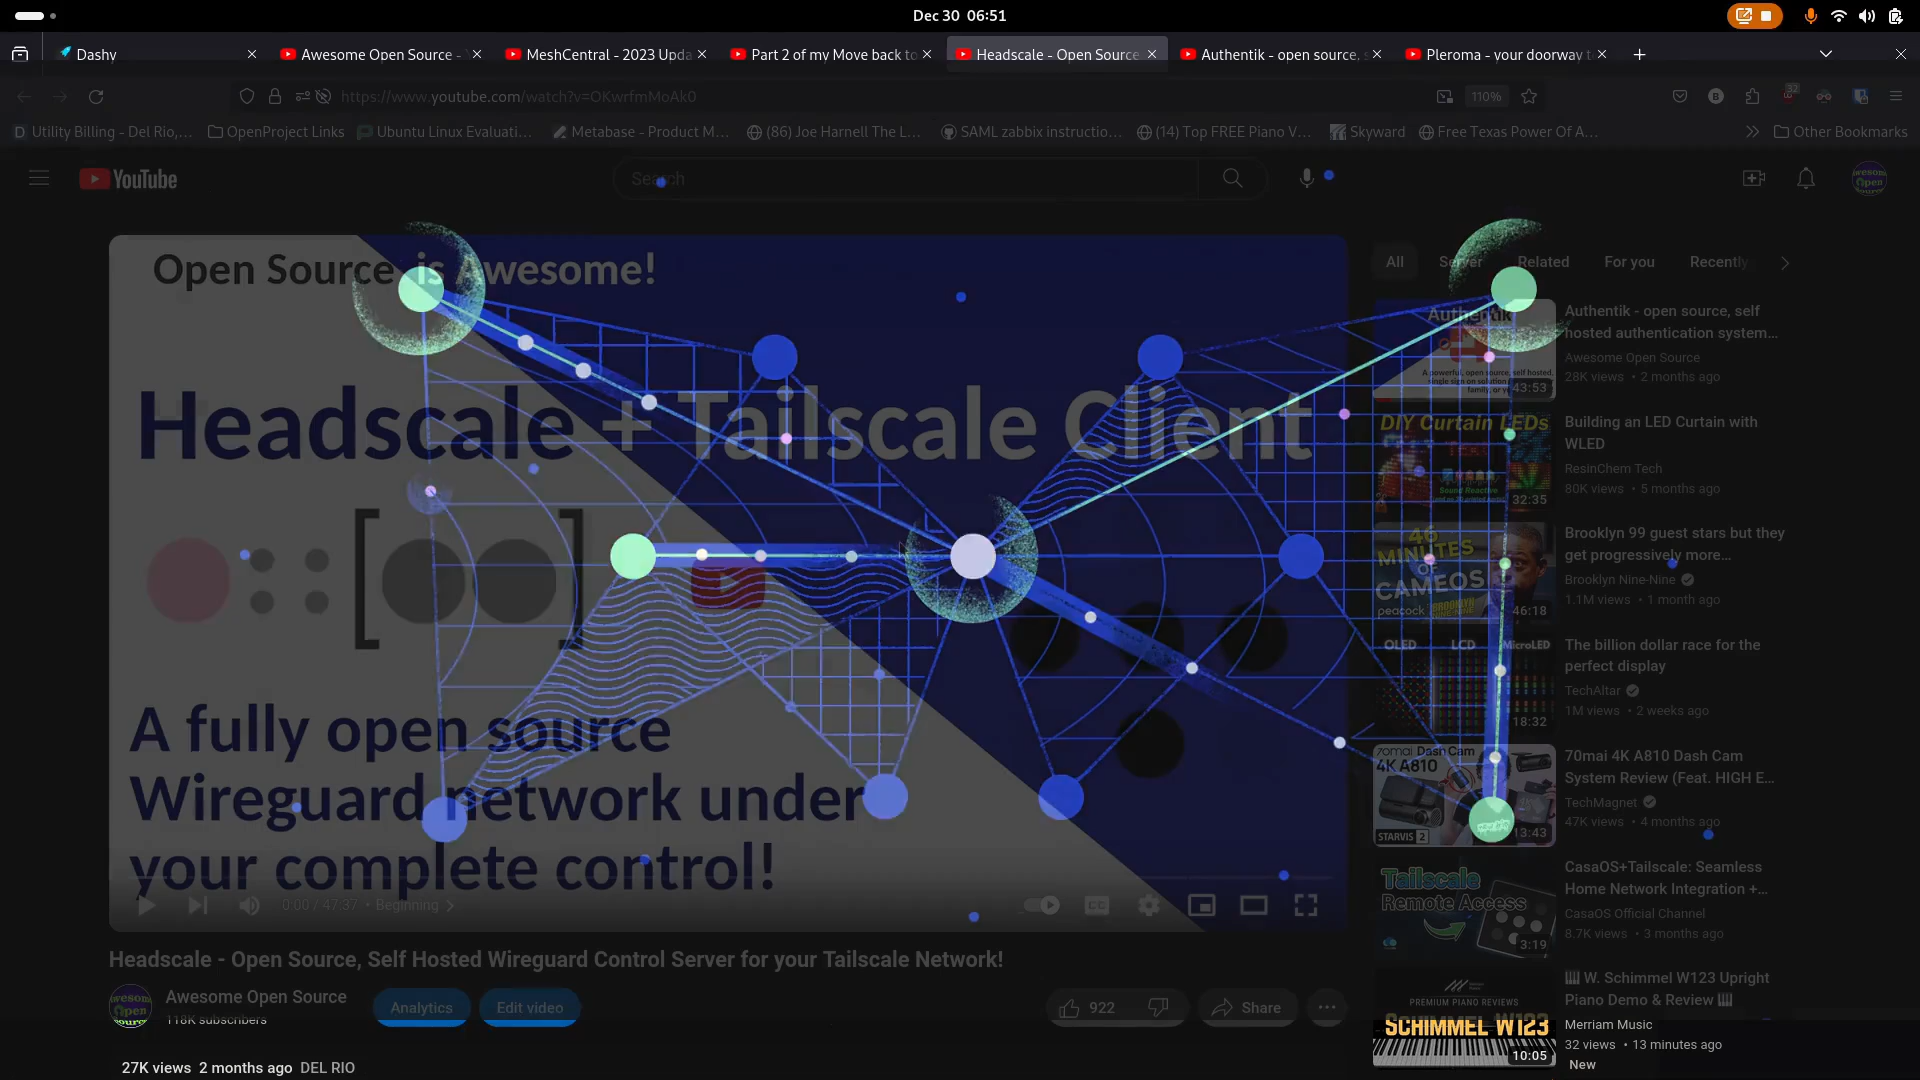 Dec 30 06:51
Dashy
Awesome Open Source -
MeshCentral - 2023 Upda
Part 2 of my Move back to
Headscale - Open Source
Authentik - open source, s
Pleroma - your doorway t
https://www.youtube.com/watch?v=OKwrfmMoAk0
110%
32
Utility Billing - Del Rio,...
OpenProject Links
Ubuntu Linux Evaluati...
Metabase - Product M...
(86) Joe Harnell The L...
SAML zabbix instructio...
(14) Top FREE Piano V...
Skyward
Free Texas Power Of A...
Other Bookmarks
YouTube
Search
Open Source is Awesome!
Headscale + Tailscale Client
A fully open source
Wireguard network under
your complete control!
0:00 / 47:37 • Beginning
Headscale - Open Source, Self Hosted Wireguard Control Server for your Tailscale Network!
Awesome Open Source
118K subscribers
Analytics
Edit video
922
Share
27K views 2 months ago DEL RIO
All
Server
Related
For you
Recently
Authentik
43:53
Authentik - open source, self
hosted authentication system...
Awesome Open Source
28K views • 2 months ago
DIY Curtain LEDs
Sound Reactive
32:35
Building an LED Curtain with
WLED
ResinChem Tech
80K views • 5 months ago
46
MINUTES
OF
CAMEOS
peacock
BROOKLYN
46:18
Brooklyn 99 guest stars but they
get progressively more...
Brooklyn Nine-Nine
1.1M views • 1 month ago
OLED LCD MicroLED
18:32
The billion dollar race for the
perfect display
TechAltar
1M views • 2 weeks ago
70mai Dash Cam
4K A810
STARVIS 2
13:43
70mai 4K A810 Dash Cam
System Review (Feat. HIGH E...
TechMagnet
47K views • 4 months ago
Tailscale
Remote Access
3:19
CasaOS+Tailscale: Seamless
Home Network Integration +...
CasaOS Official Channel
8.7K views • 3 months ago
PREMIUM PIANO REVIEWS
SCHIMMEL W123
10:05
W. Schimmel W123 Upright
Piano Demo & Review
Merriam Music
32 views • 13 minutes ago
New